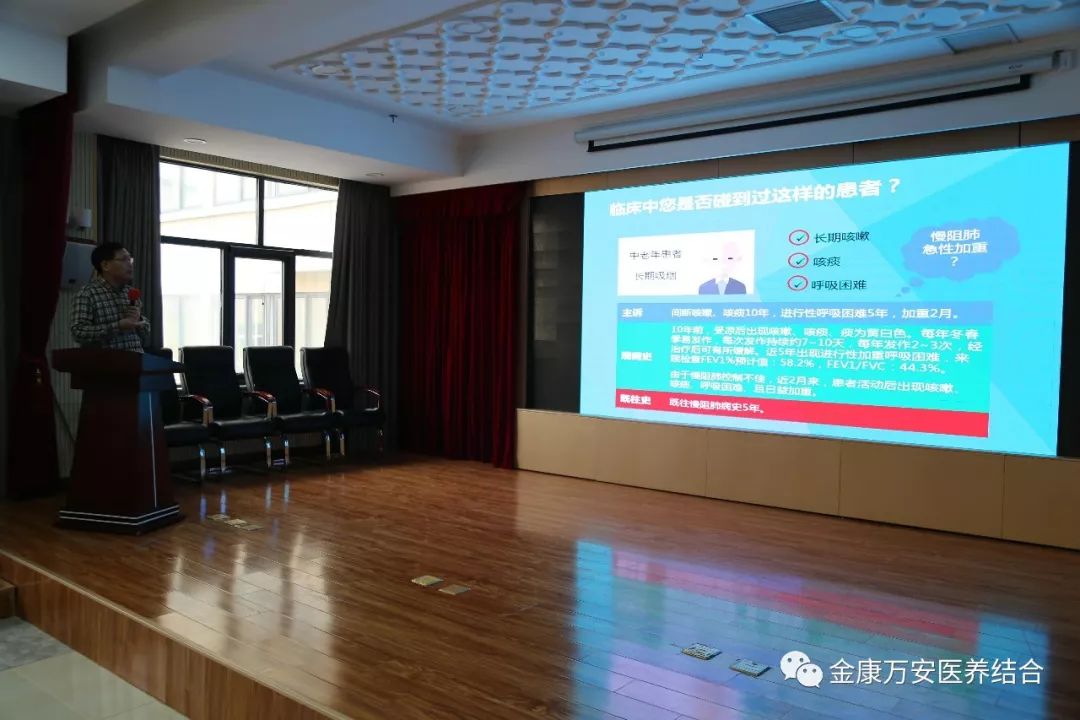 临床中您是否碰到过这样的患者？
中老年患者
长期吸烟
长期咳嗽
咳痰
呼吸困难
慢阻肺
急性加重
？
主诉
间断咳嗽、咳痰10年，进行性呼吸困难5年，加重2月。
现病史
10年前，受凉后出现咳嗽、咳痰，痰为黄白色，每年冬春
季易发作，每次发作持续约7~10天，每年发作2~3次，经
治疗后可有所缓解。近5年出现进行性加重呼吸困难，来
院检查FEV1%预计值：58.2%，FEV1/FVC：44.3%。
由于慢阻肺控制不佳，近2月来，患者活动后出现咳嗽、
咳痰、呼吸困难，且日益加重。
既往史
既往慢阻肺病史5年。
金康万安医养结合